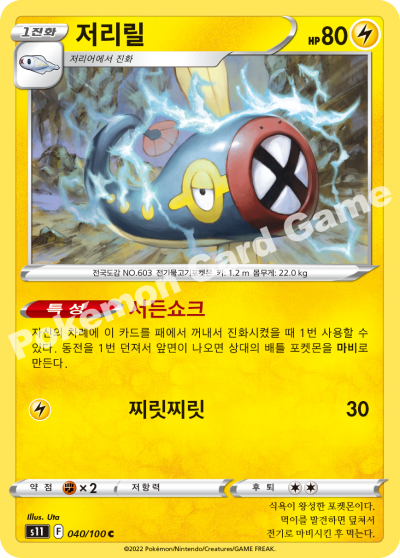 1진화
저리릴
HP80
저리어에서 진화
전국도감 NO.603 전기물고기포켓몬 키: 1.2 m 몸무게: 22.0 kg
Pokémon Card Game
특성 저든쇼크
자신의 차례에 이 카드를 패에서 꺼내서 진화시켰을 때 1번 사용할 수
있다. 동전을 1번 던져서 앞면이 나오면 상대의 배틀 포켓몬을 마비로
만든다.
찌릿찌릿 30
약점 ×2 저항력 후퇴
Illus. Uta
s11 F 040/100 C
식욕이 왕성한 포켓몬이다.
먹이를 발견하면 덮쳐서
전기로 마비시킨 후 먹는다.
©2022 Pokémon/Nintendo/Creatures/GAME FREAK.